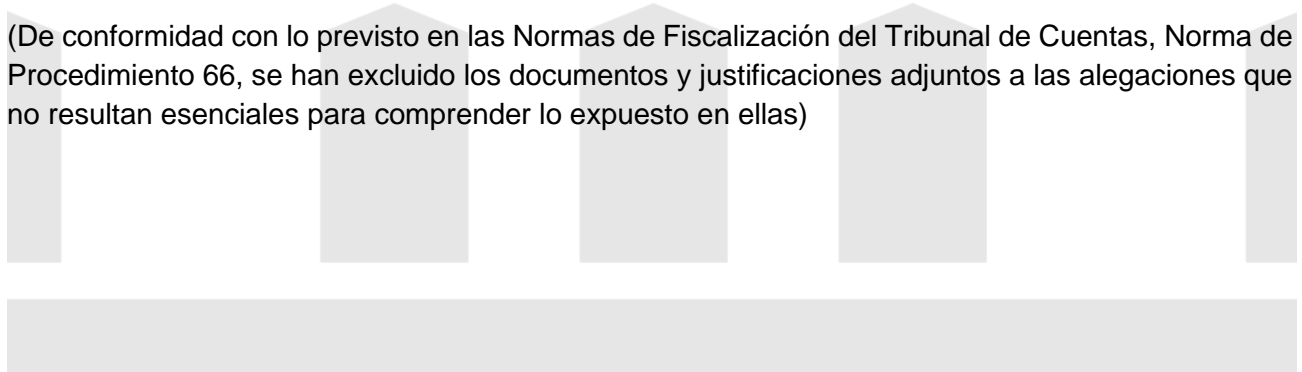 (De conformidad con lo previsto en las Normas de Fiscalización del Tribunal de Cuentas, Norma de
Procedimiento 66, se han excluido los documentos y justificaciones adjuntos a las alegaciones que
no resultan esenciales para comprender lo expuesto en ellas)